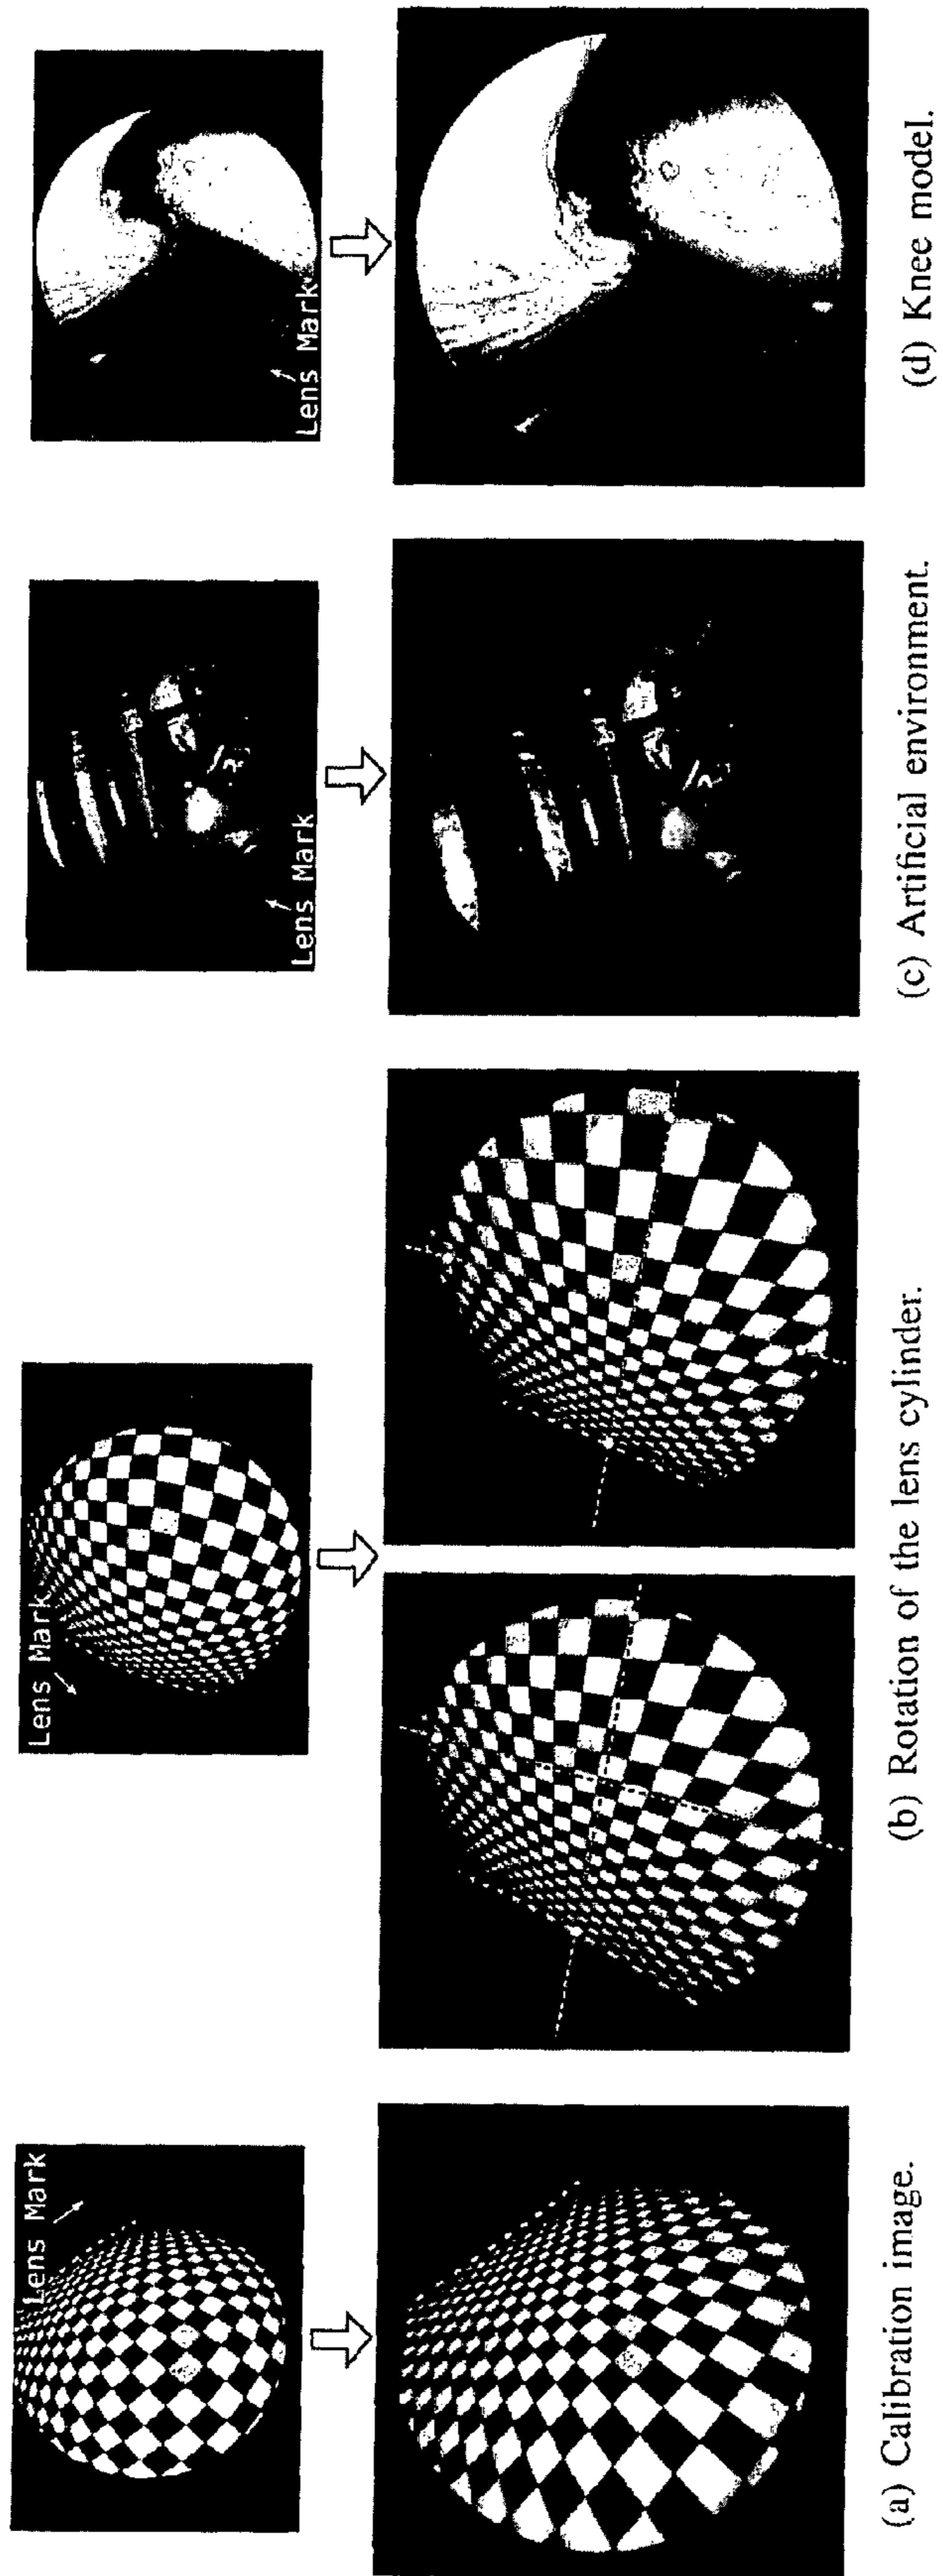 Lens Mark
(a) Calibration image.
Lens Mark
(b) Rotation of the lens cylinder.
Lens Mark
(c) Artificial environment.
Lens Mark
(d) Knee model.